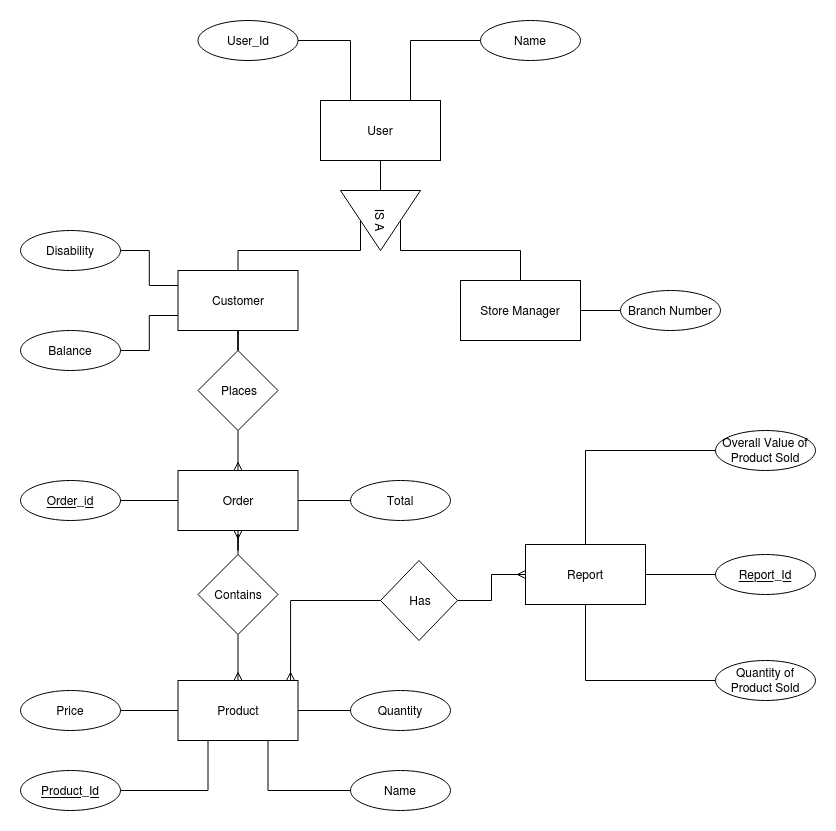 User_Id
Name
User
IS A
Disability
Customer
Balance
Store Manager
Branch Number
Places
Order_id
Order
Total
Overall Value of
Product Sold
Contains
Has
Report
Report_Id
Price
Product
Quantity
Quantity of
Product Sold
Product_Id
Name